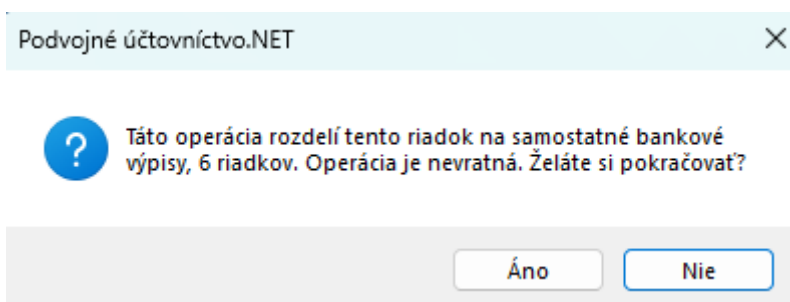 Podvojné účtovníctvo.NET
Táto operácia rozdelí tento riadok na samostatné bankové
výpisy, 6 riadkov. Operácia je nevratná. Želáte si pokračovať?
Áno
Nie